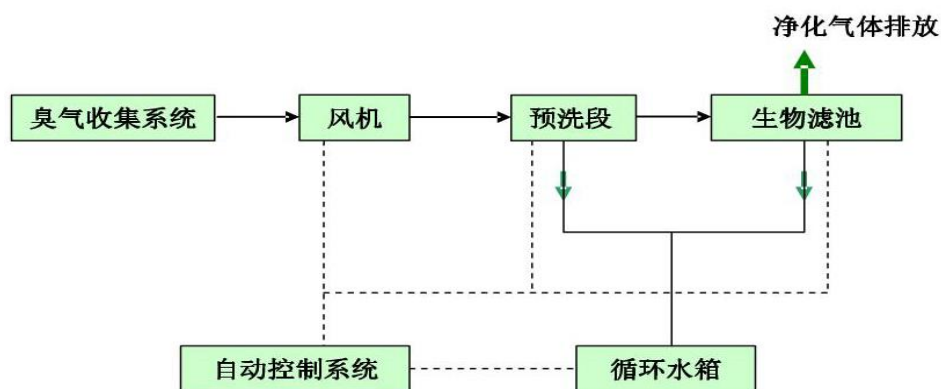 净化气体排放
臭气收集系统
风机
预洗段
生物滤池
自动控制系统
循环水箱